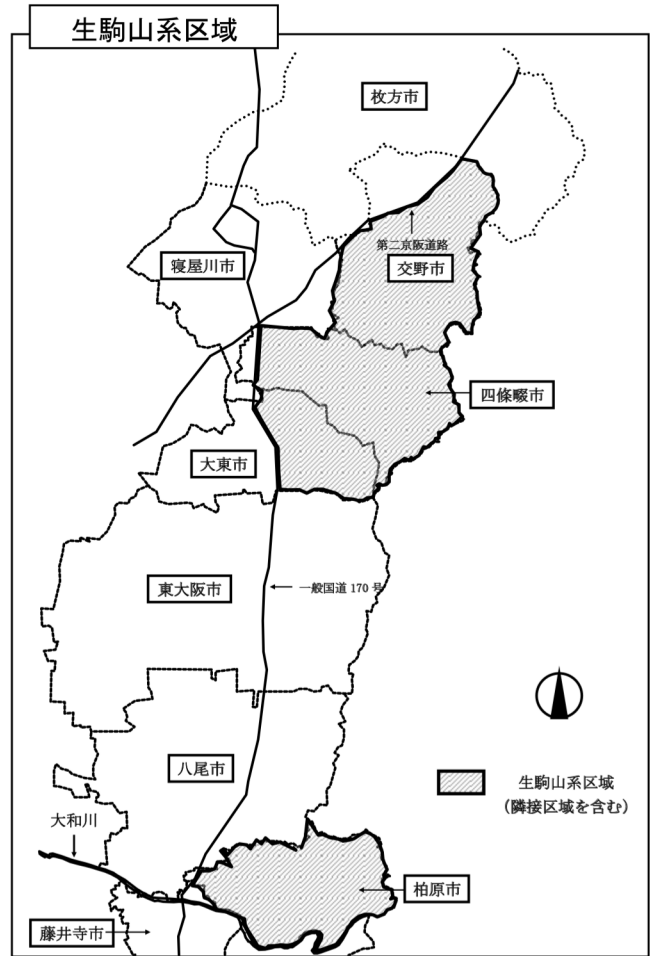 生駒山系区域
枚方市
第二京阪道路
寝屋川市
交野市
四條畷市
大東市
東大阪市
一般国道 170 号
八尾市
生駒山系区域
(隣接区域を含む)
大和川
柏原市
藤井寺市